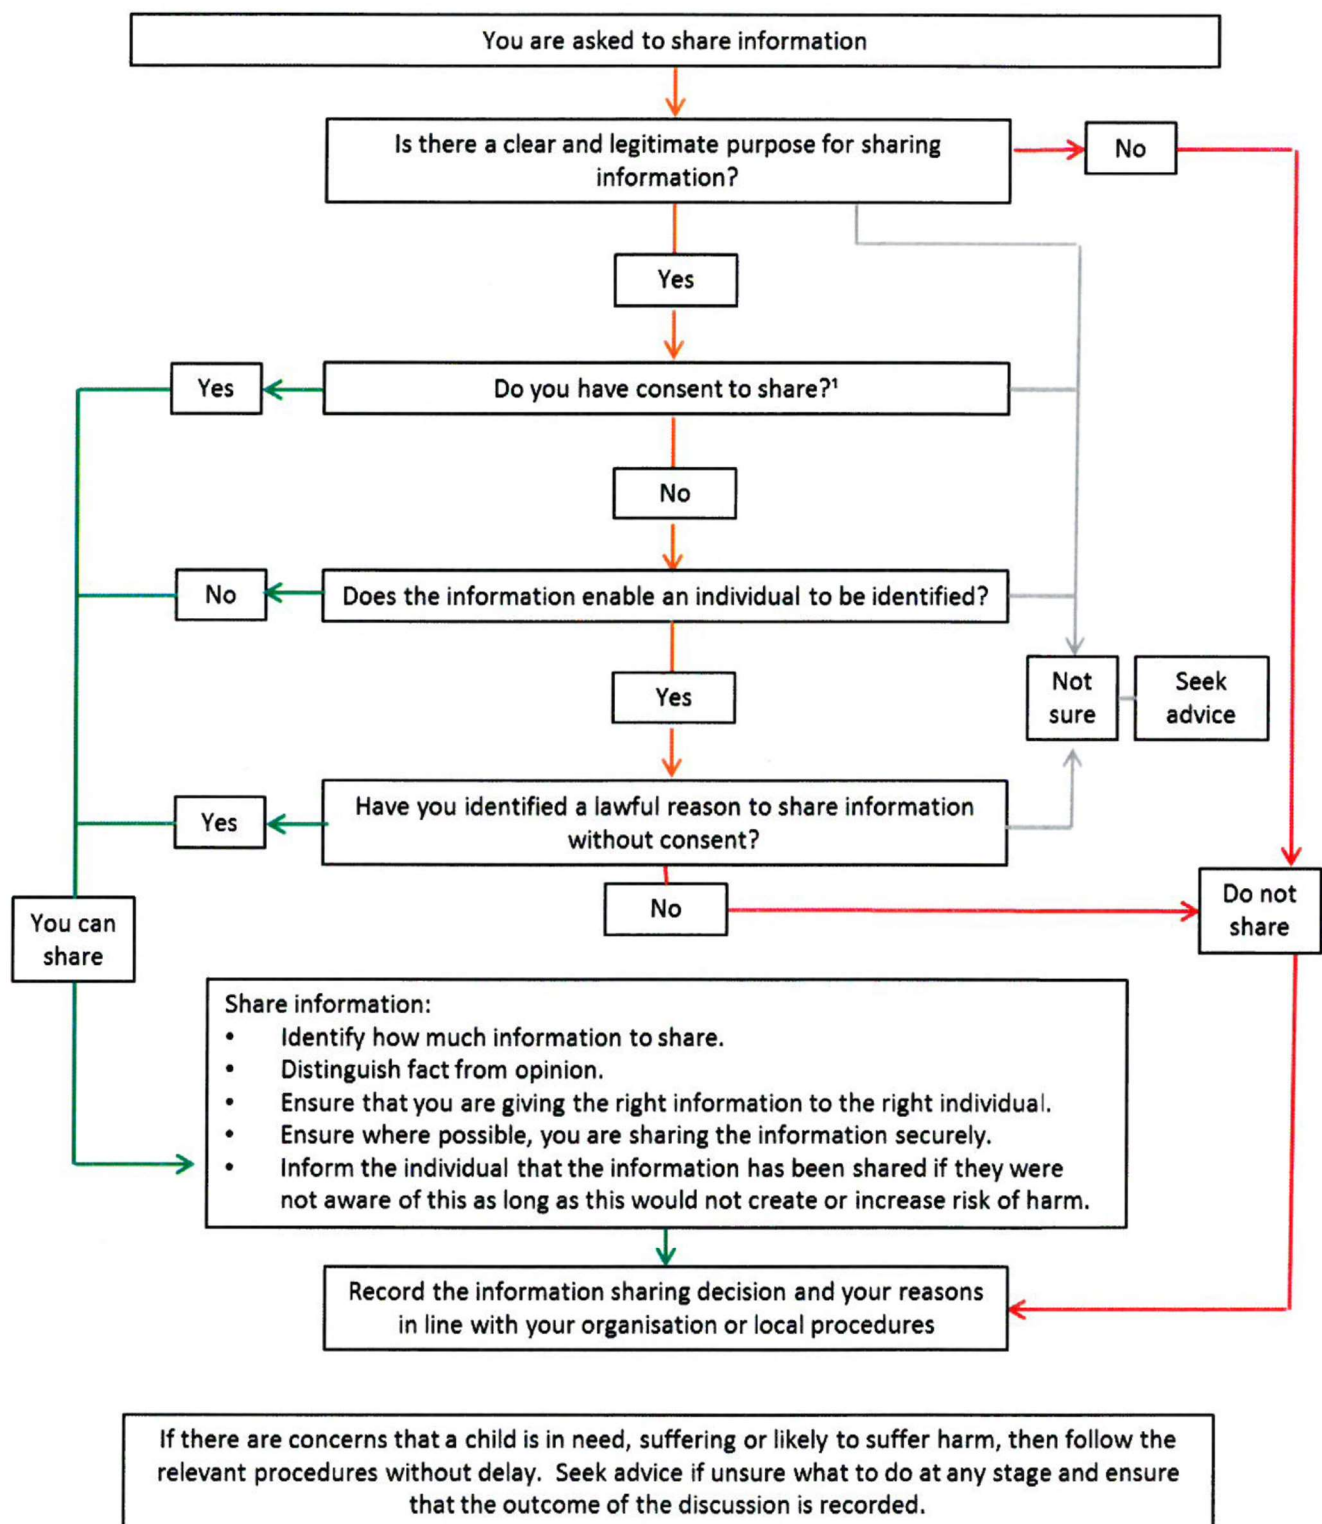 You are asked to share information
Is there a clear and legitimate purpose for sharing
information?
No
Yes
Yes
Do you have consent to share?¹
No
No
Does the information enable an individual to be identified?
Yes
Not
sure
Seek
advice
Yes
Have you identified a lawful reason to share information
without consent?
No
Do not
share
You can
share
Share information:
• Identify how much information to share.
• Distinguish fact from opinion.
• Ensure that you are giving the right information to the right individual.
• Ensure where possible, you are sharing the information securely.
• Inform the individual that the information has been shared if they were
not aware of this as long as this would not create or increase risk of harm.
Record the information sharing decision and your reasons
in line with your organisation or local procedures
If there are concerns that a child is in need, suffering or likely to suffer harm, then follow the
relevant procedures without delay. Seek advice if unsure what to do at any stage and ensure
that the outcome of the discussion is recorded.